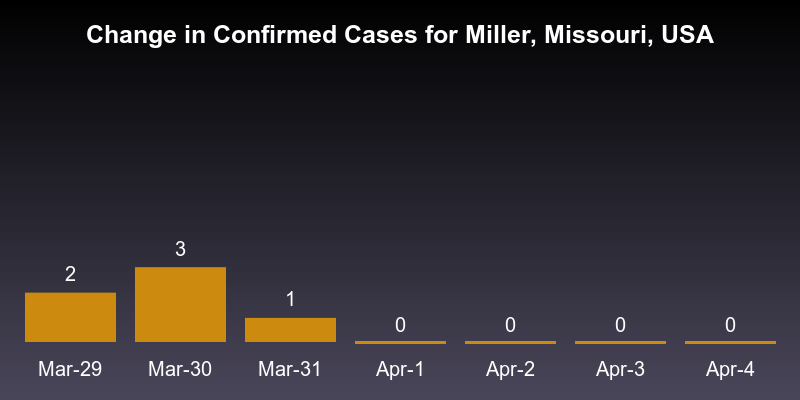 Change in Confirmed Cases for Miller, Missouri, USA
2 3 1 0 0 0 0
Mar-29 Mar-30 Mar-31 Apr-1 Apr-2 Apr-3 Apr-4